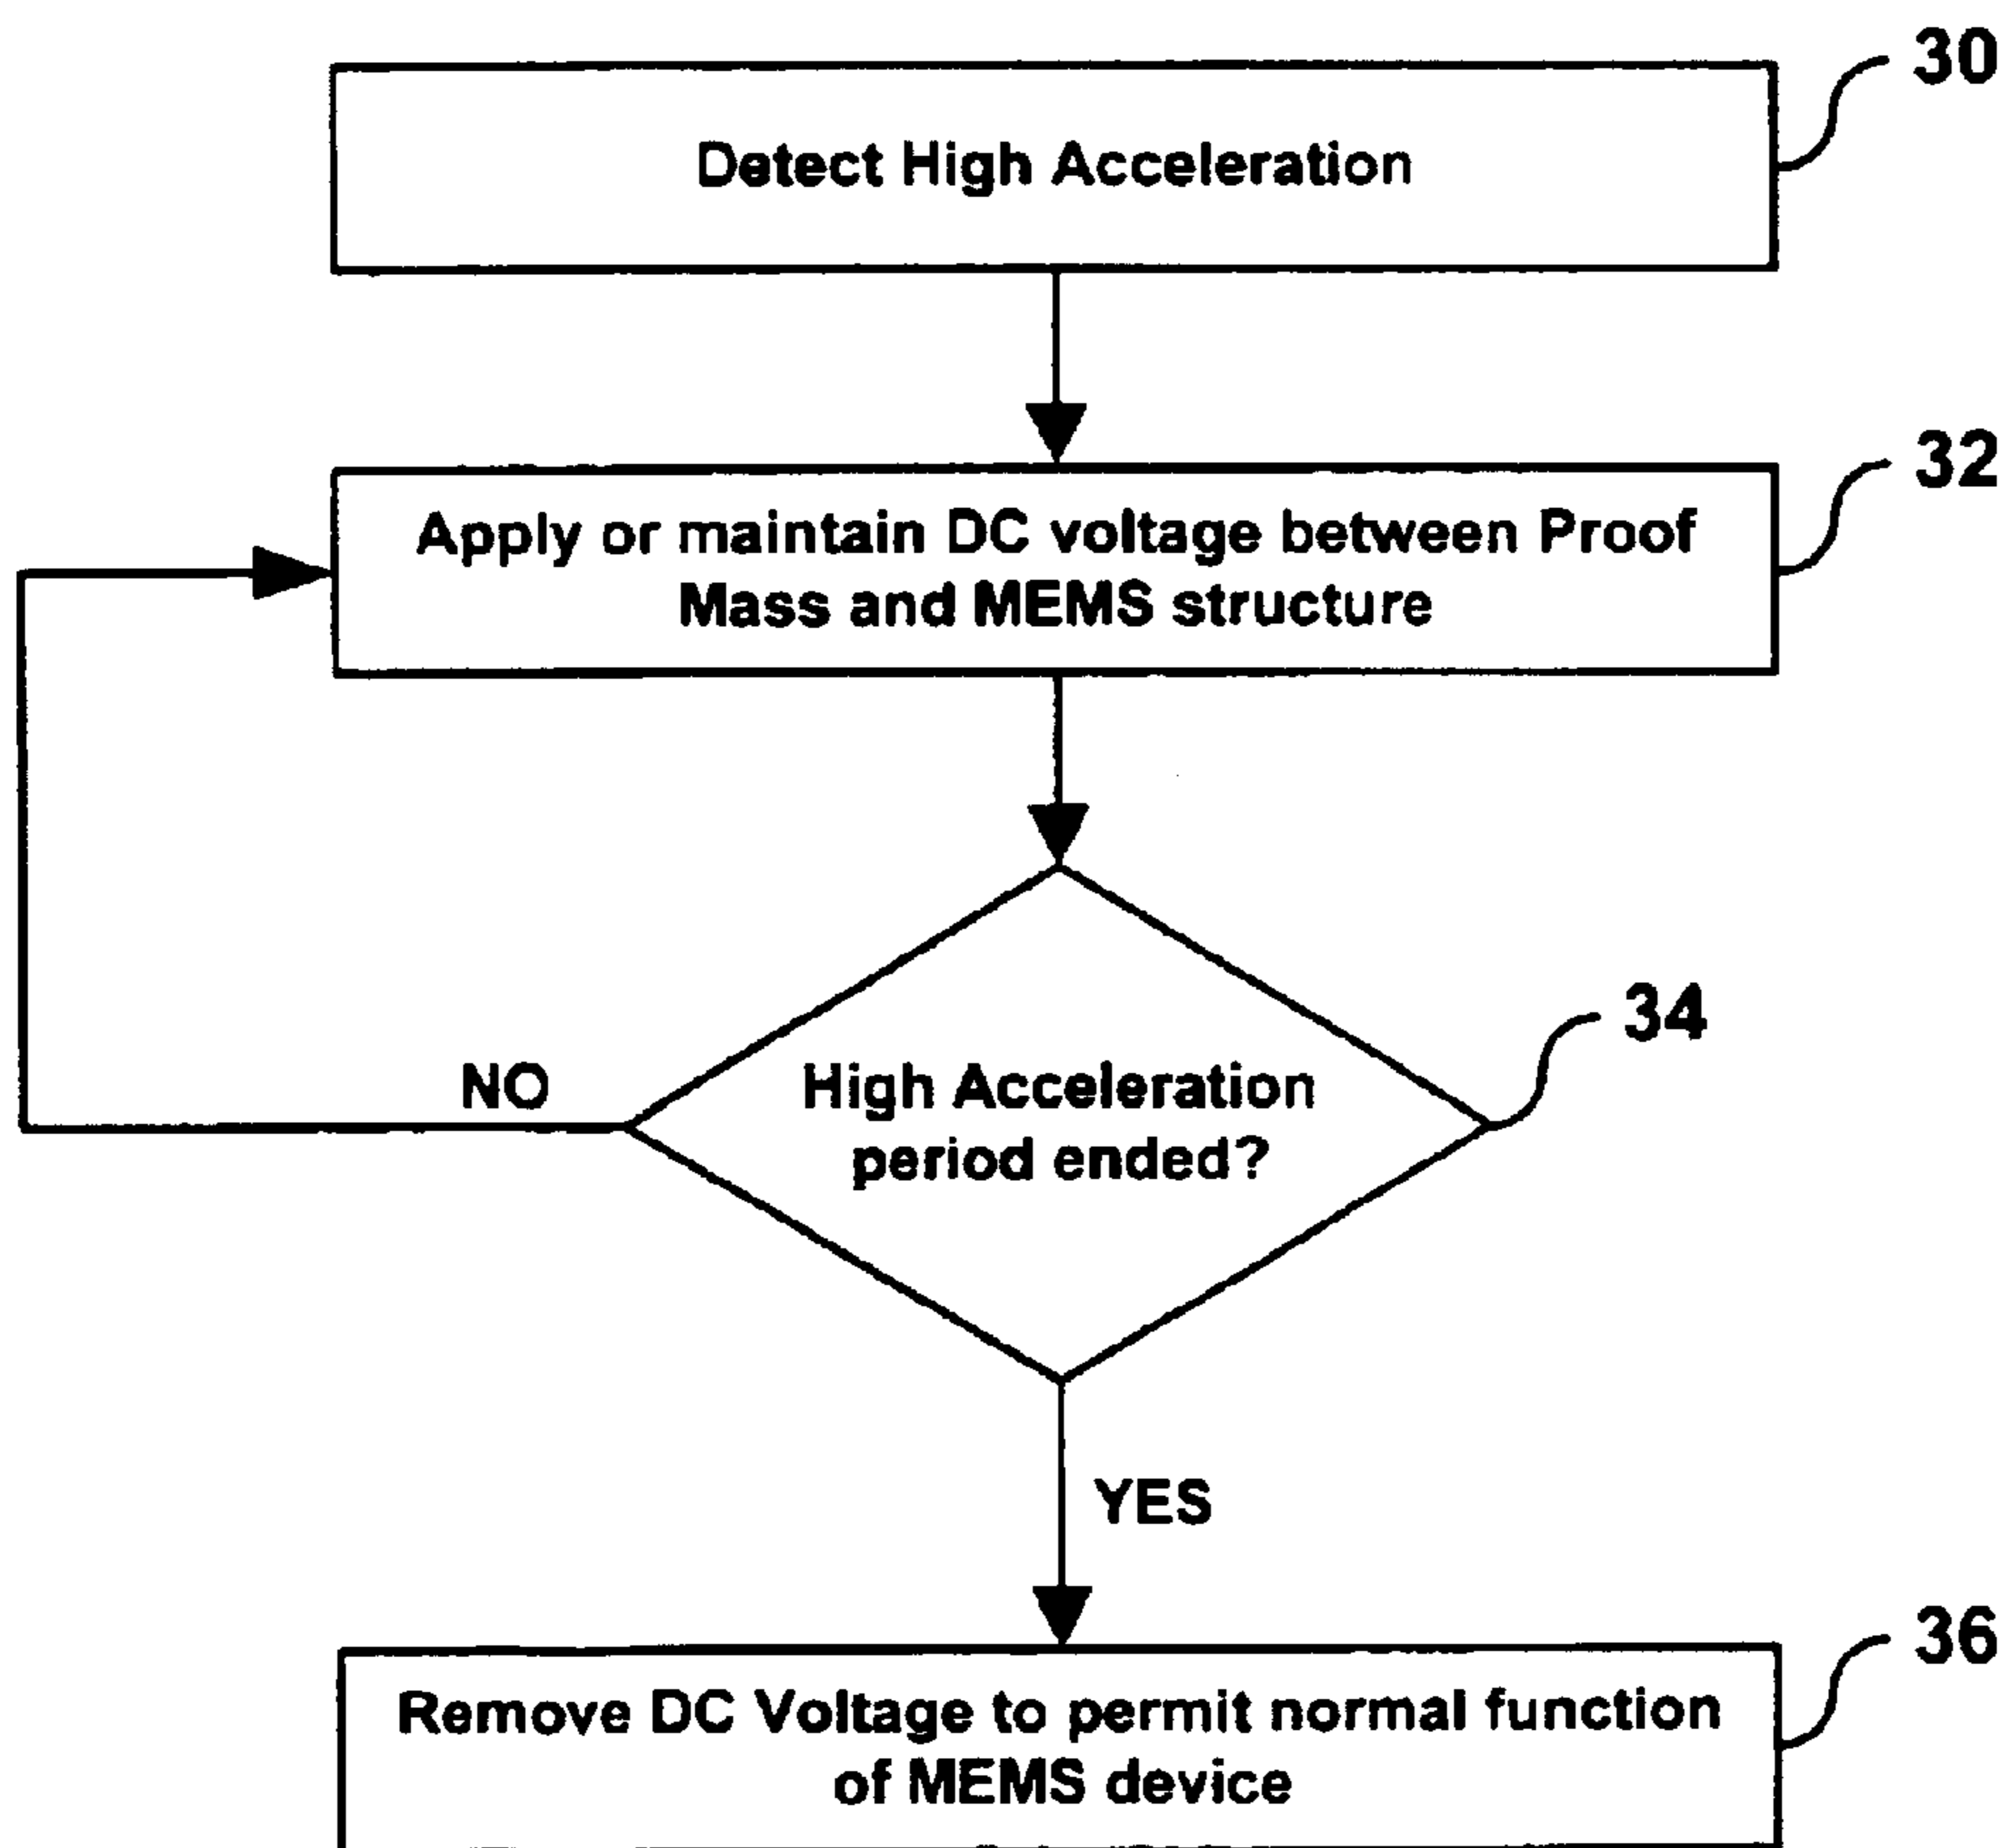 30
Detect High Acceleration
32
Apply or maintain DC voltage between Proof
Mass and MEMS structure
34
NO
High Acceleration
period ended?
YES
36
Remove DC Voltage to permit normal function
of MEMS device